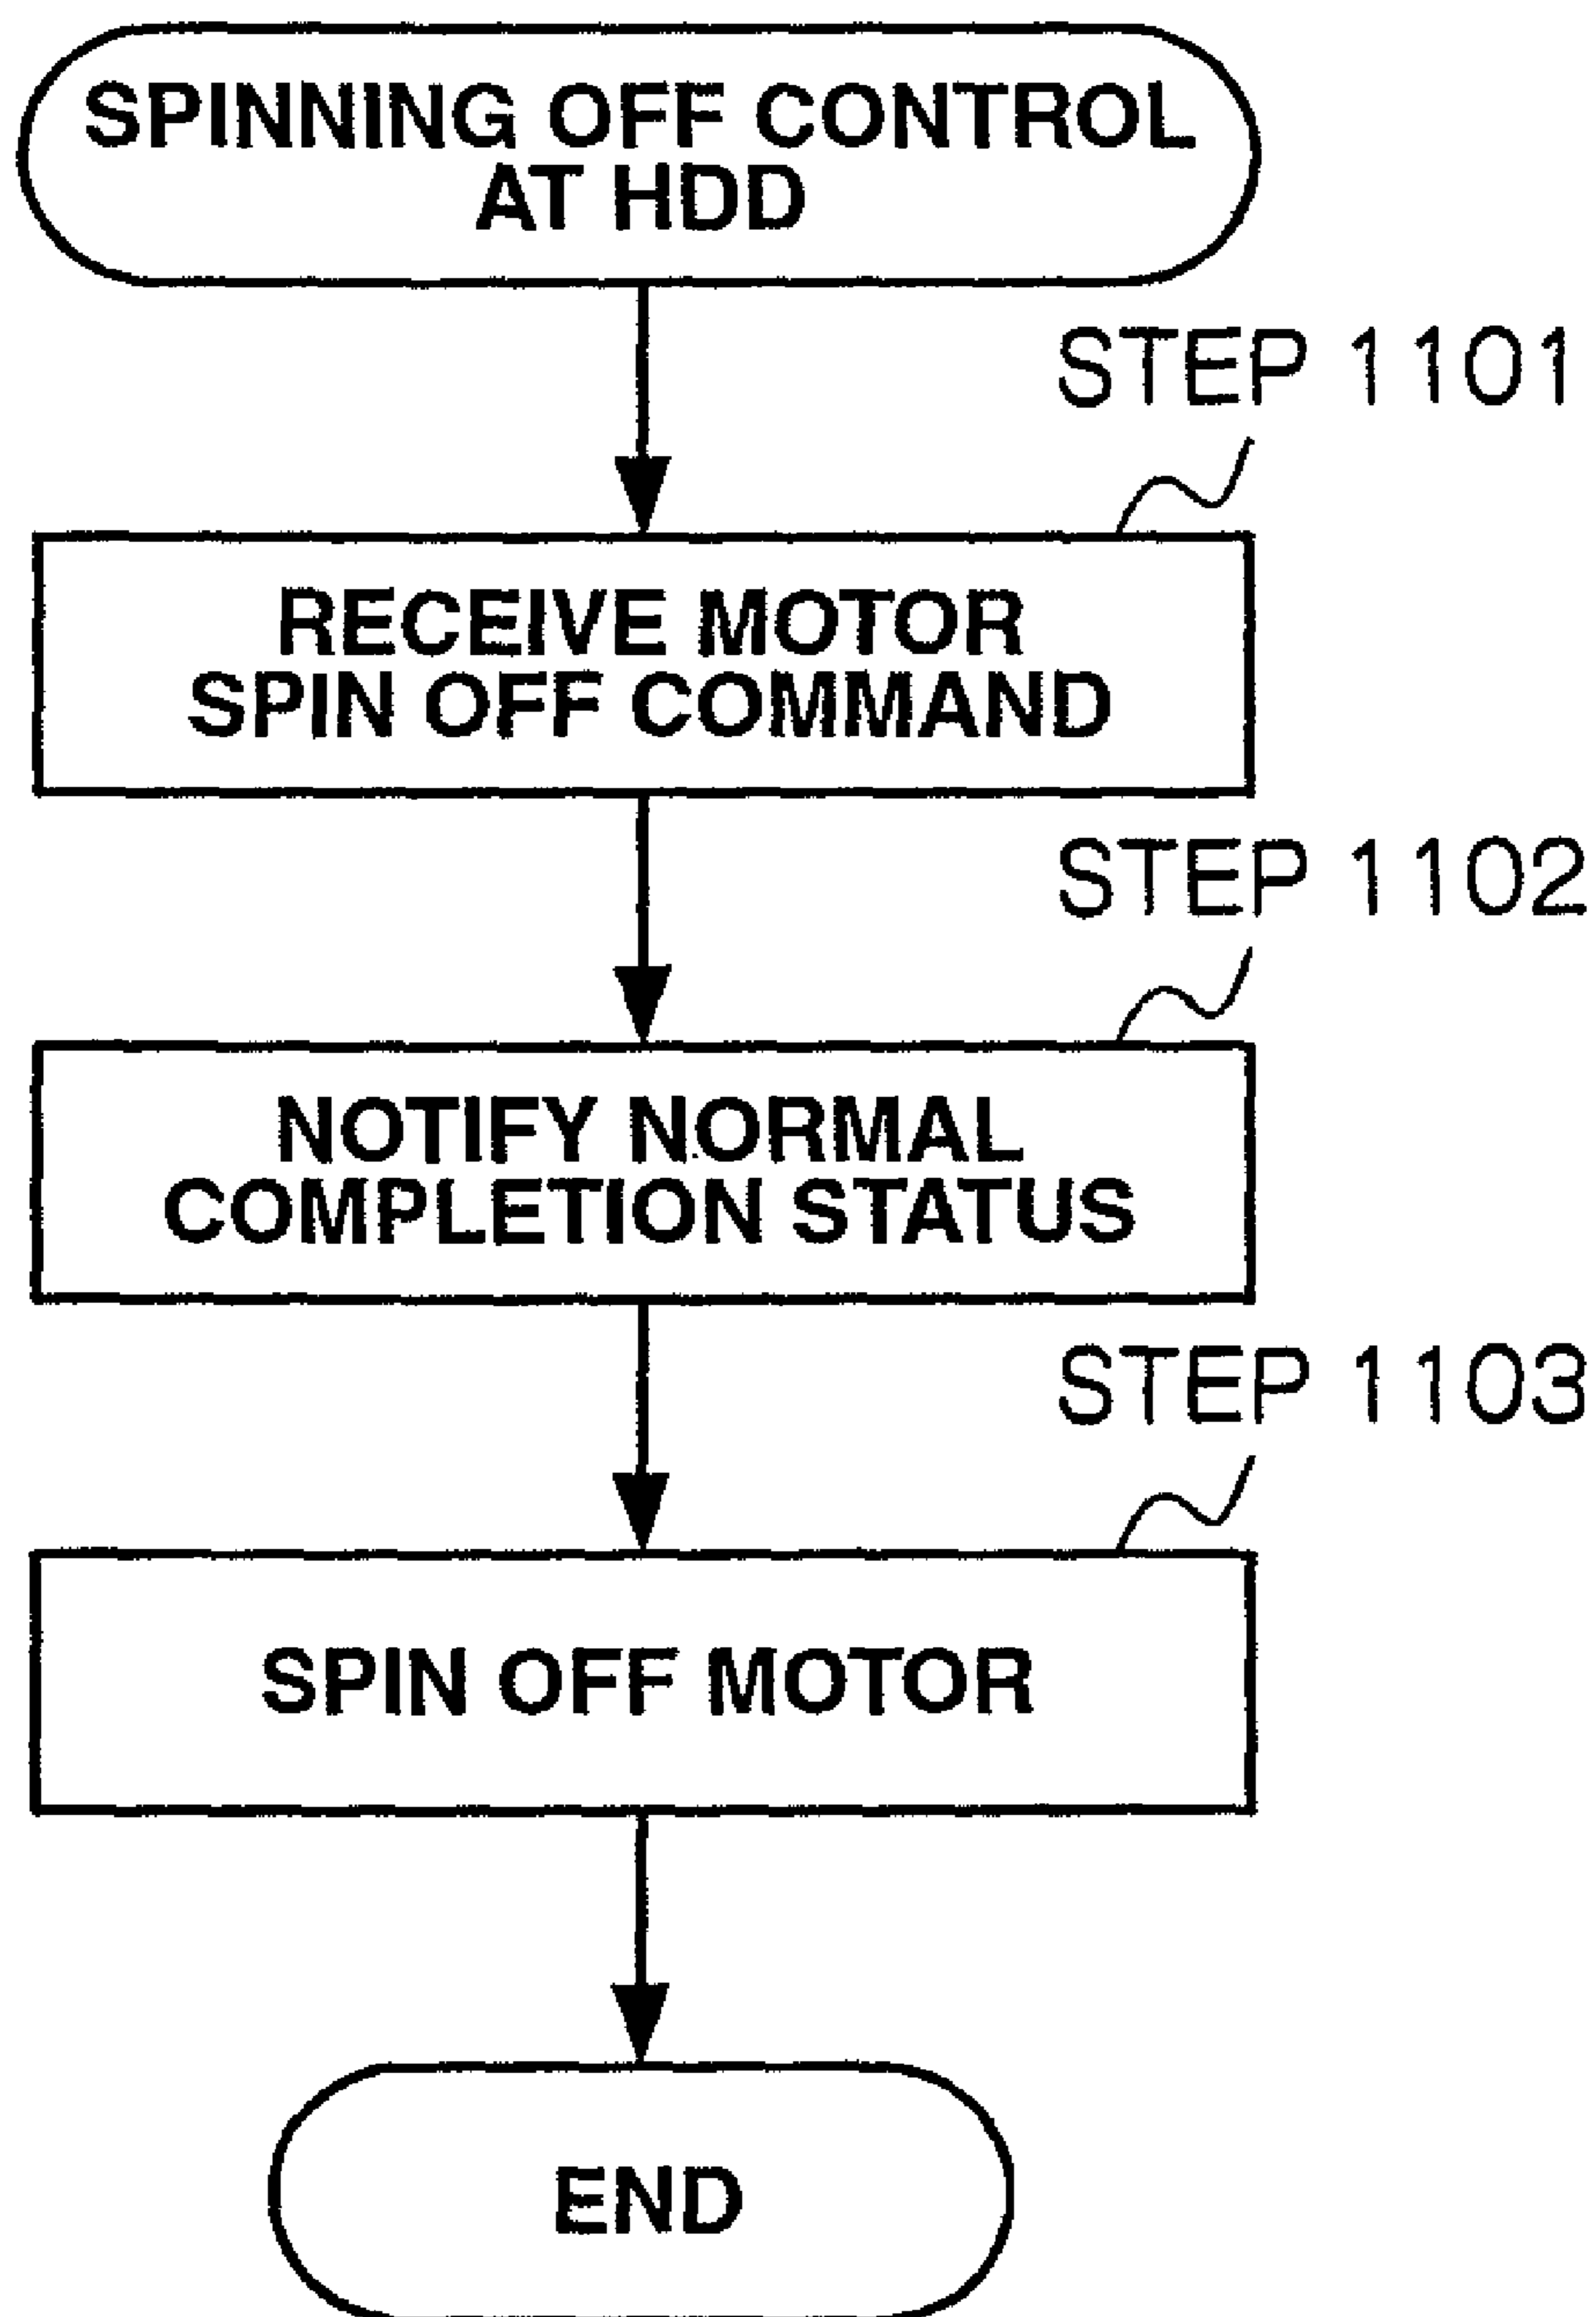 SPINNING OFF CONTROL
AT HDD
STEP 1101
RECEIVE MOTOR
SPIN OFF COMMAND
STEP 1102
NOTIFY NORMAL
COMPLETION STATUS
STEP 1103
SPIN OFF MOTOR
END